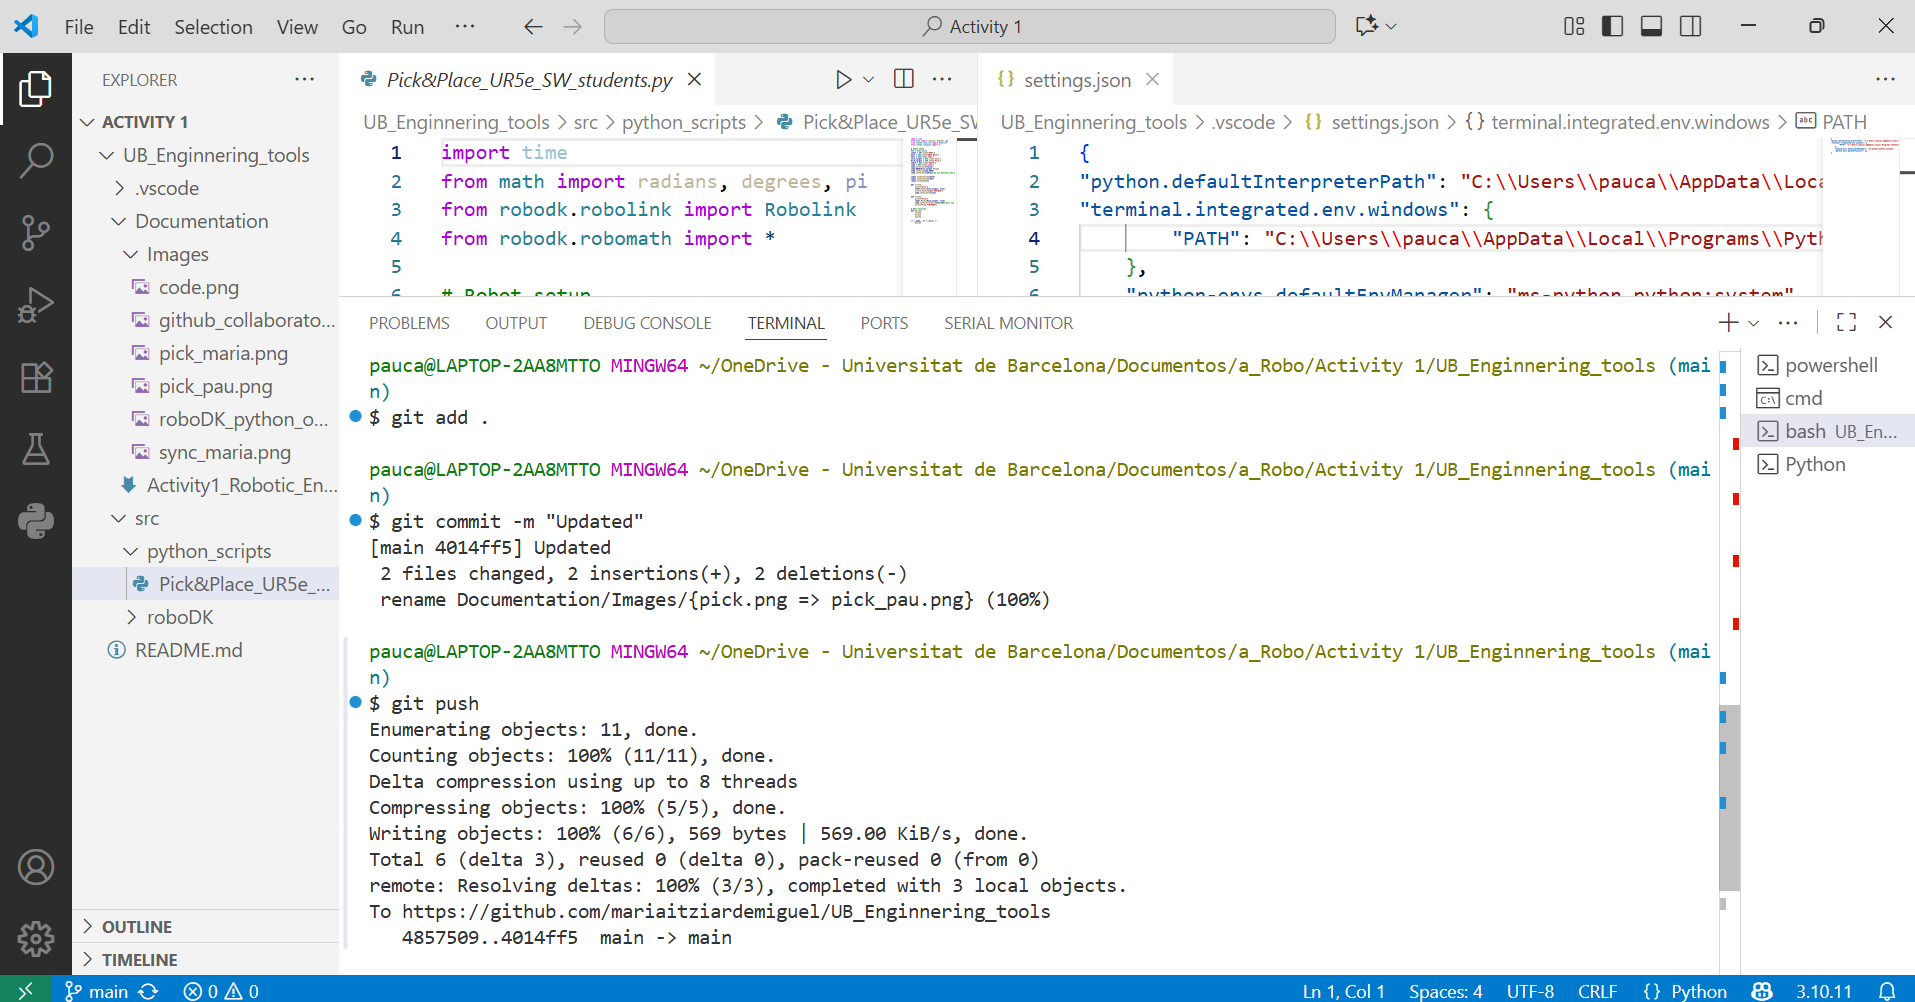 File Edit Selection View Go Run ··· Activity 1
EXPLORER ···
ACTIVITY 1
UB_Enginnering_tools
.vscode
Documentation
Images
code.png
github_collaborato...
pick_maria.png
pick_pau.png
roboDK_python_o...
sync_maria.png
Activity1_Robotic_En...
src
python_scripts
Pick&Place_UR5e_...
roboDK
README.md
OUTLINE
TIMELINE
Pick&Place_UR5e_SW_students.py
UB_Enginnering_tools > src > python_scripts > Pick&Place_UR5e_SW
1 import time
2 from math import radians, degrees, pi
3 from robodk.robolink import Robolink
4 from robodk.robomath import *
5
6 # Robot setup
settings.json
UB_Enginnering_tools > .vscode > {} settings.json > {} terminal.integrated.env.windows > PATH
1 {
2 "python.defaultInterpreterPath": "C:\\Users\\pauca\\AppData\\Loca
3 "terminal.integrated.env.windows": {
4 "PATH": "C:\\Users\\pauca\\AppData\\Local\\Programs\\Pyth
5 },
6 "python-envs.defaultEnvManager": "ms-python.python:system"
PROBLEMS OUTPUT DEBUG CONSOLE TERMINAL PORTS SERIAL MONITOR
pauca@LAPTOP-2AA8MTTO MINGW64 ~/OneDrive - Universitat de Barcelona/Documentos/a_Robo/Activity 1/UB_Enginnering_tools (mai
n)
$ git add .
pauca@LAPTOP-2AA8MTTO MINGW64 ~/OneDrive - Universitat de Barcelona/Documentos/a_Robo/Activity 1/UB_Enginnering_tools (mai
n)
$ git commit -m "Updated"
[main 4014ff5] Updated
2 files changed, 2 insertions(+), 2 deletions(-)
rename Documentation/Images/{pick.png => pick_pau.png} (100%)
pauca@LAPTOP-2AA8MTTO MINGW64 ~/OneDrive - Universitat de Barcelona/Documentos/a_Robo/Activity 1/UB_Enginnering_tools (mai
n)
$ git push
Enumerating objects: 11, done.
Counting objects: 100% (11/11), done.
Delta compression using up to 8 threads
Compressing objects: 100% (5/5), done.
Writing objects: 100% (6/6), 569 bytes | 569.00 KiB/s, done.
Total 6 (delta 3), reused 0 (delta 0), pack-reused 0 (from 0)
remote: Resolving deltas: 100% (3/3), completed with 3 local objects.
To https://github.com/mariaitziardemiguel/UB_Enginnering_tools
4857509..4014ff5 main -> main
powershell
cmd
bash UB_En...
Python
main 0 0 Ln 1, Col 1 Spaces: 4 UTF-8 CRLF {} Python 3.10.11